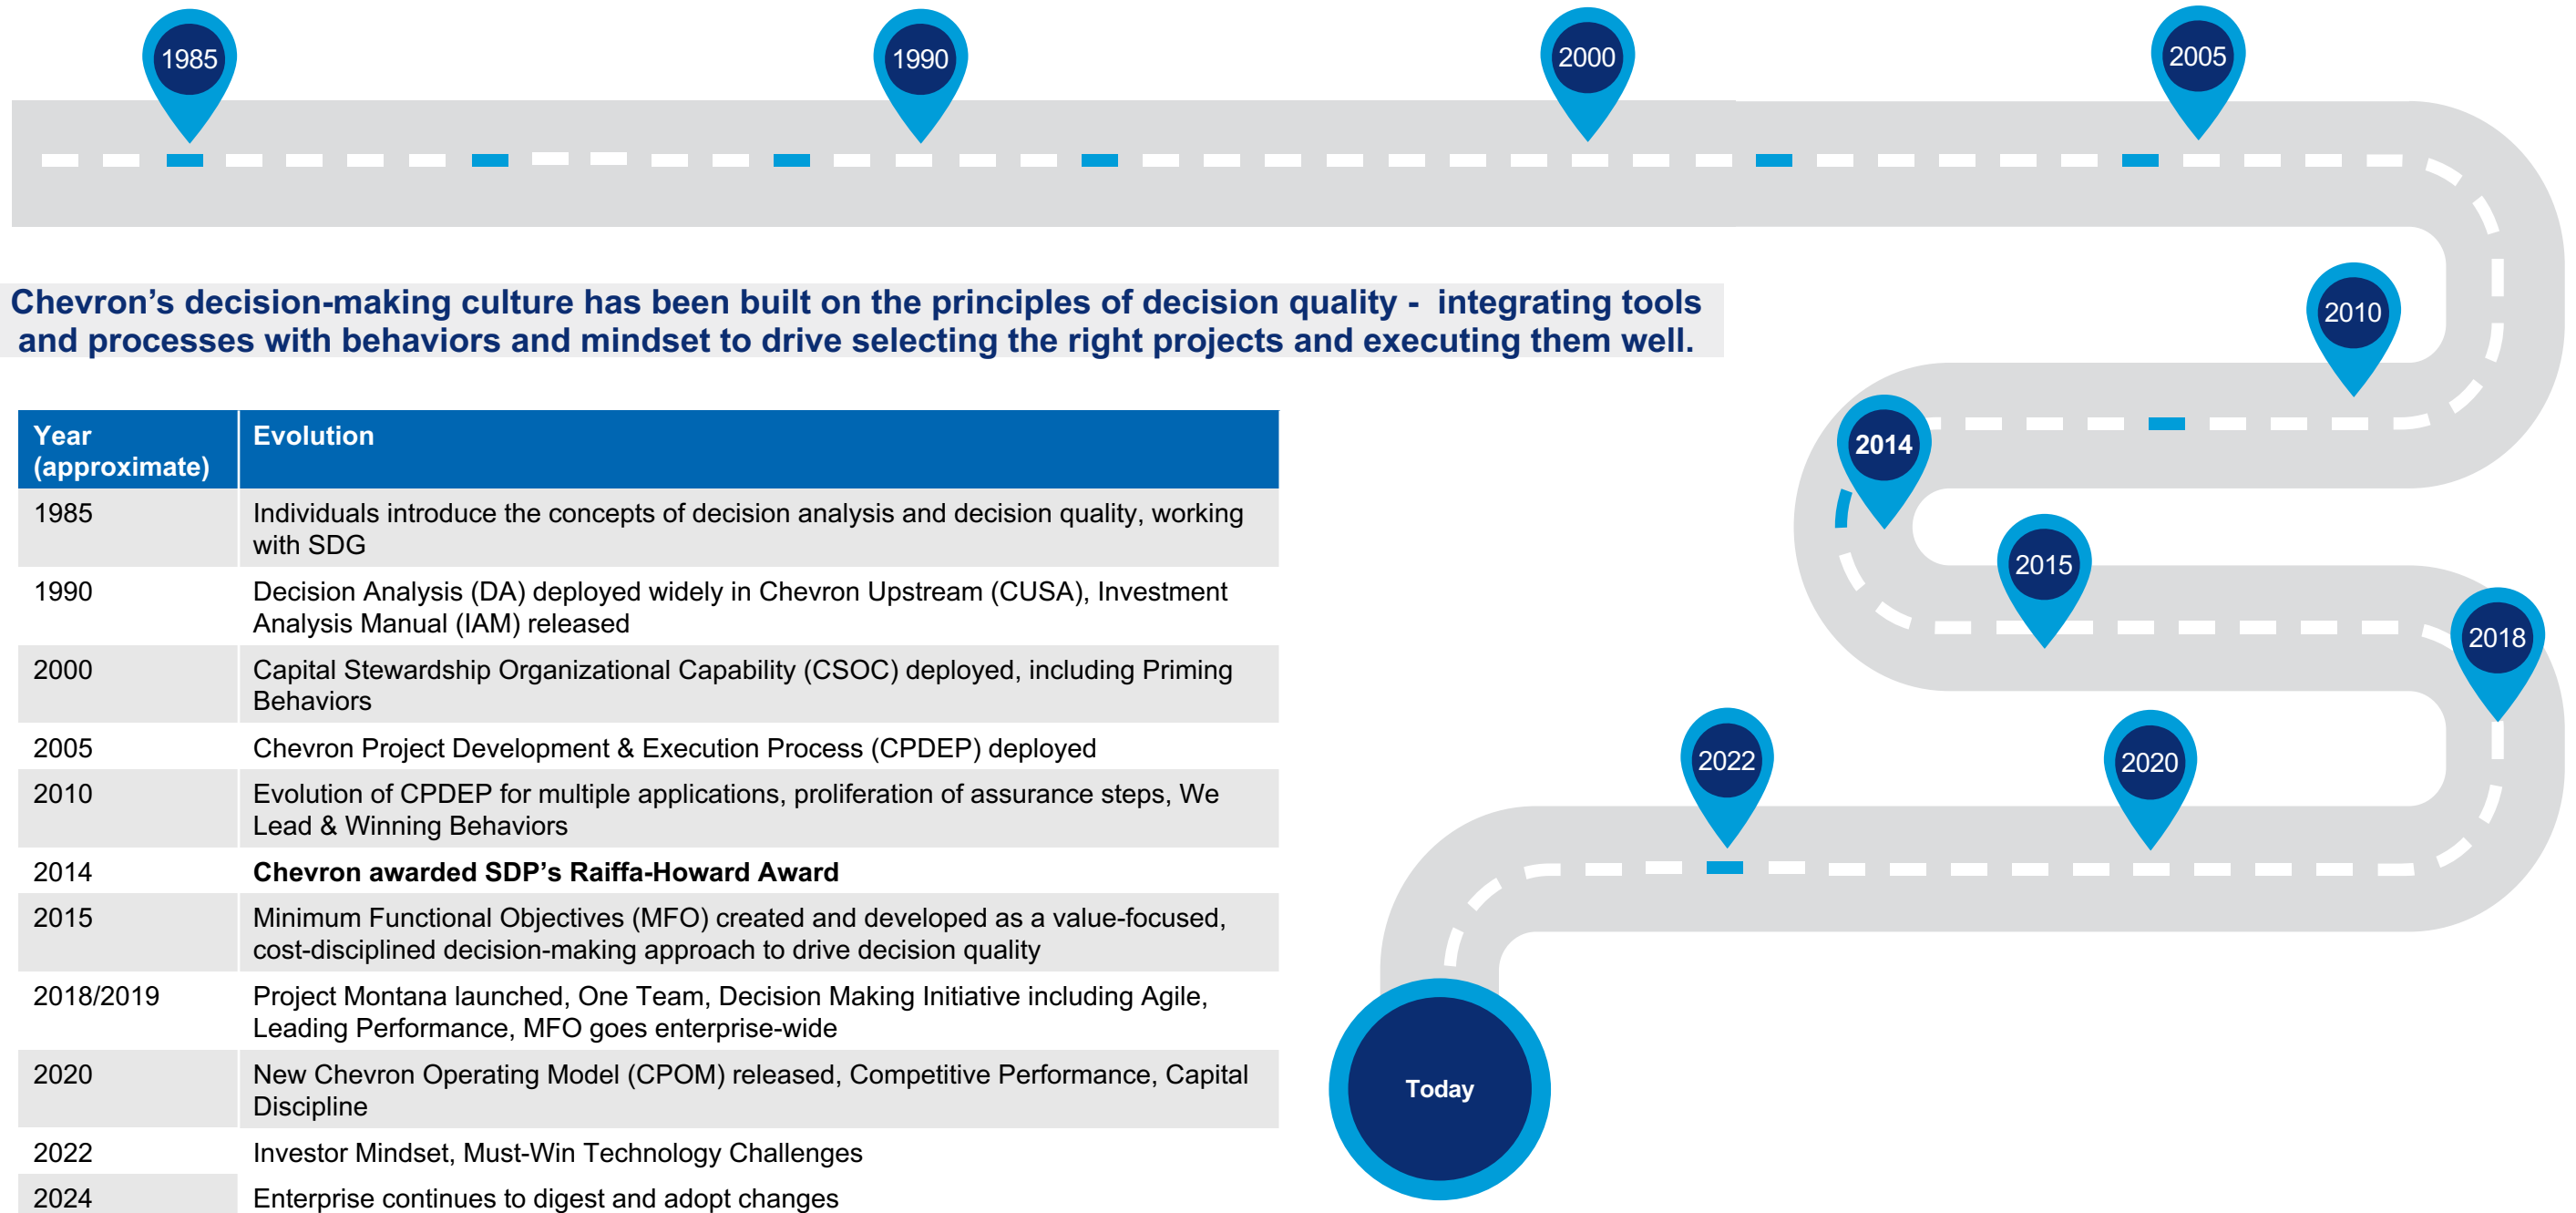 1985
1990
2000
2005
Chevron’s decision-making culture has been built on the principles of decision quality - integrating tools
and processes with behaviors and mindset to drive selecting the right projects and executing them well.
2010
2014
2015
2018
2022
2020
Today
Year
(approximate)
Evolution
1985
Individuals introduce the concepts of decision analysis and decision quality, working
with SDG
1990
Decision Analysis (DA) deployed widely in Chevron Upstream (CUSA), Investment
Analysis Manual (IAM) released
2000
Capital Stewardship Organizational Capability (CSOC) deployed, including Priming
Behaviors
2005
Chevron Project Development & Execution Process (CPDEP) deployed
2010
Evolution of CPDEP for multiple applications, proliferation of assurance steps, We
Lead & Winning Behaviors
2014
Chevron awarded SDP’s Raiffa-Howard Award
2015
Minimum Functional Objectives (MFO) created and developed as a value-focused,
cost-disciplined decision-making approach to drive decision quality
2018/2019
Project Montana launched, One Team, Decision Making Initiative including Agile,
Leading Performance, MFO goes enterprise-wide
2020
New Chevron Operating Model (CPOM) released, Competitive Performance, Capital
Discipline
2022
Investor Mindset, Must-Win Technology Challenges
2024
Enterprise continues to digest and adopt changes